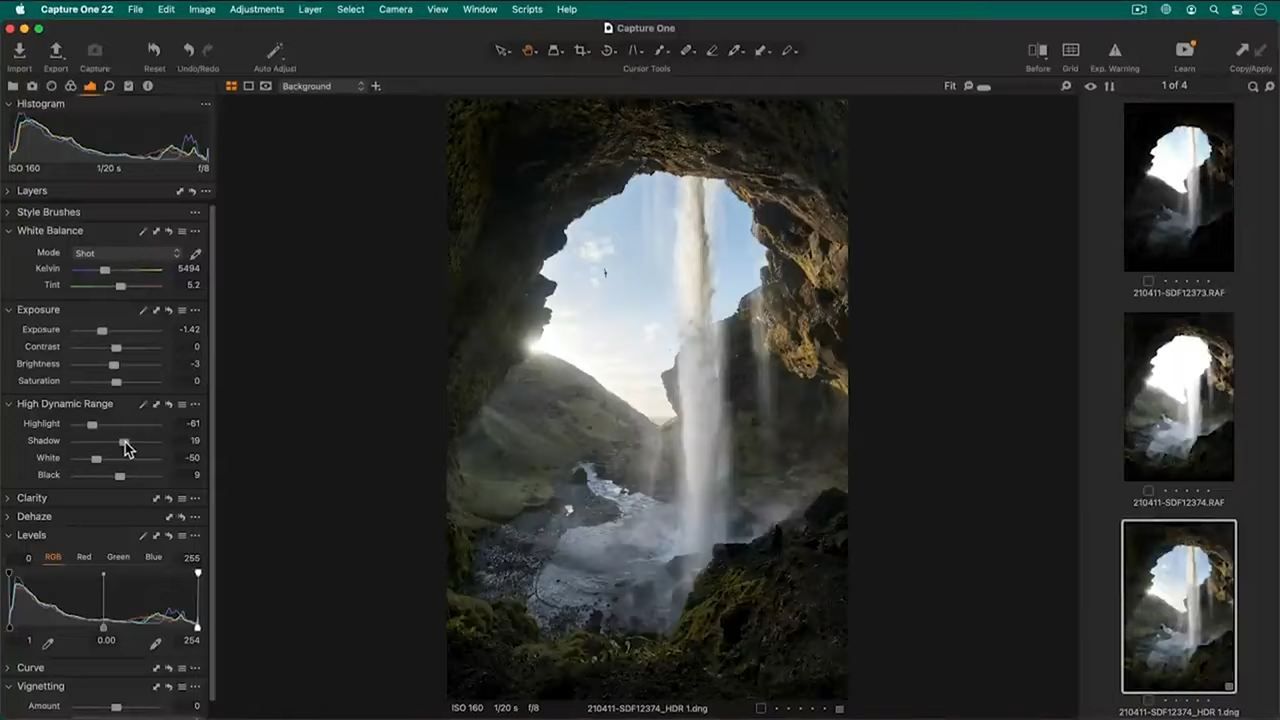 Capture One 22 File Edit Image Adjustments Layer Select Camera View Window Scripts Help
Capture One
Import Export Capture Reset Undo/Redo Auto Adjust Cursor Tools Before Grid Exp. Warning Learn Copy/Apply
Background Fit 1 of 4
Histogram
ISO 160 1/20 s f/8
Layers
Style Brushes
White Balance
Mode Shot
Kelvin 5494
Tint 5.2
Exposure
Exposure -1.42
Contrast 0
Brightness -3
Saturation 0
High Dynamic Range
Highlight -61
Shadow 19
White -50
Black 9
Clarity
Dehaze
Levels
0 RGB Red Green Blue 255
1 0.00 254
Curve
Vignetting
Amount 0
ISO 160 1/20 s f/8 210411-SDF12374_HDR 1.dng
210411-SDF12373.RAF
210411-SDF12374.RAF
210411-SDF12374_HDR 1.dng